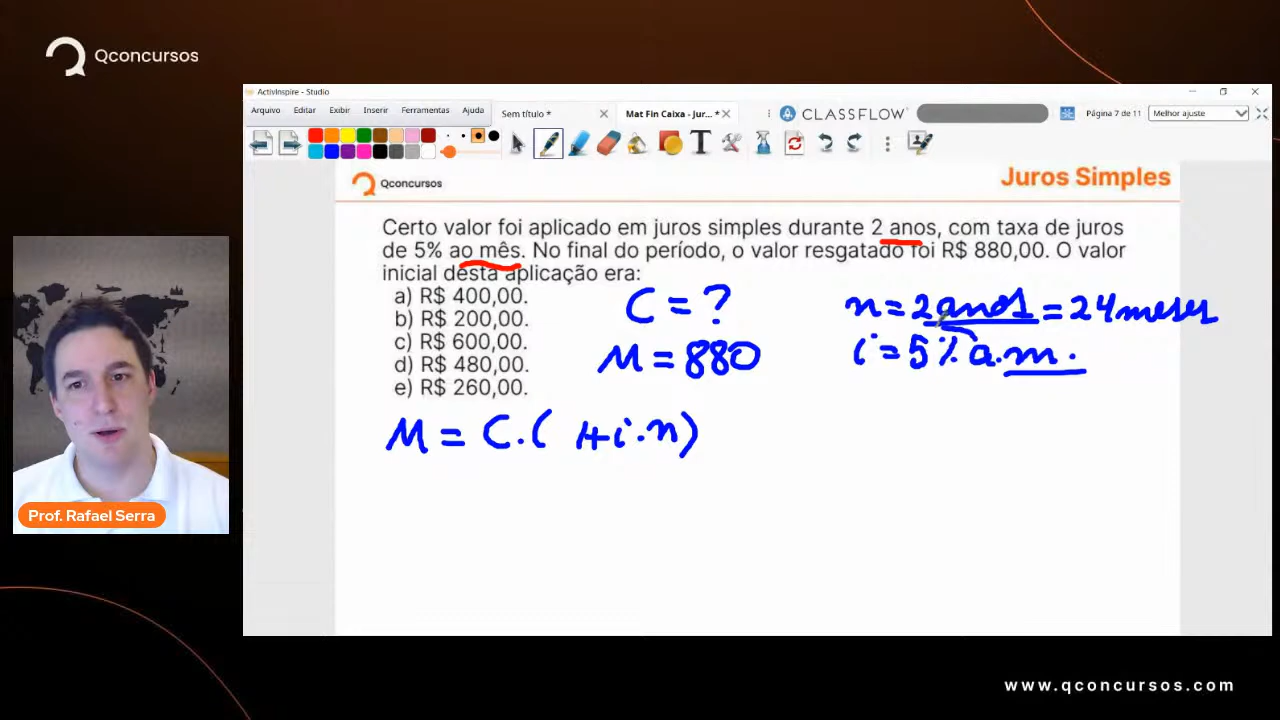 Qconcursos
ActivInspire - Studio
Arquivo Editar Exibir Inserir Ferramentas Ajuda
Sem título *
Mat Fin Caixa - Jur... *
CLASSFLOW
Página 7 de 11
Melhor ajuste
Qconcursos
Juros Simples
Certo valor foi aplicado em juros simples durante 2 anos, com taxa de juros
de 5% ao mês. No final do período, o valor resgatado foi R$ 880,00. O valor
inicial desta aplicação era:
a) R$ 400,00.
b) R$ 200,00.
c) R$ 600,00.
d) R$ 480,00.
e) R$ 260,00.
C = ?
M = 880
n = 2 anos = 24 meses
i = 5% a.m.
M = C.( 1+i.n)
Prof. Rafael Serra
www.qconcursos.com